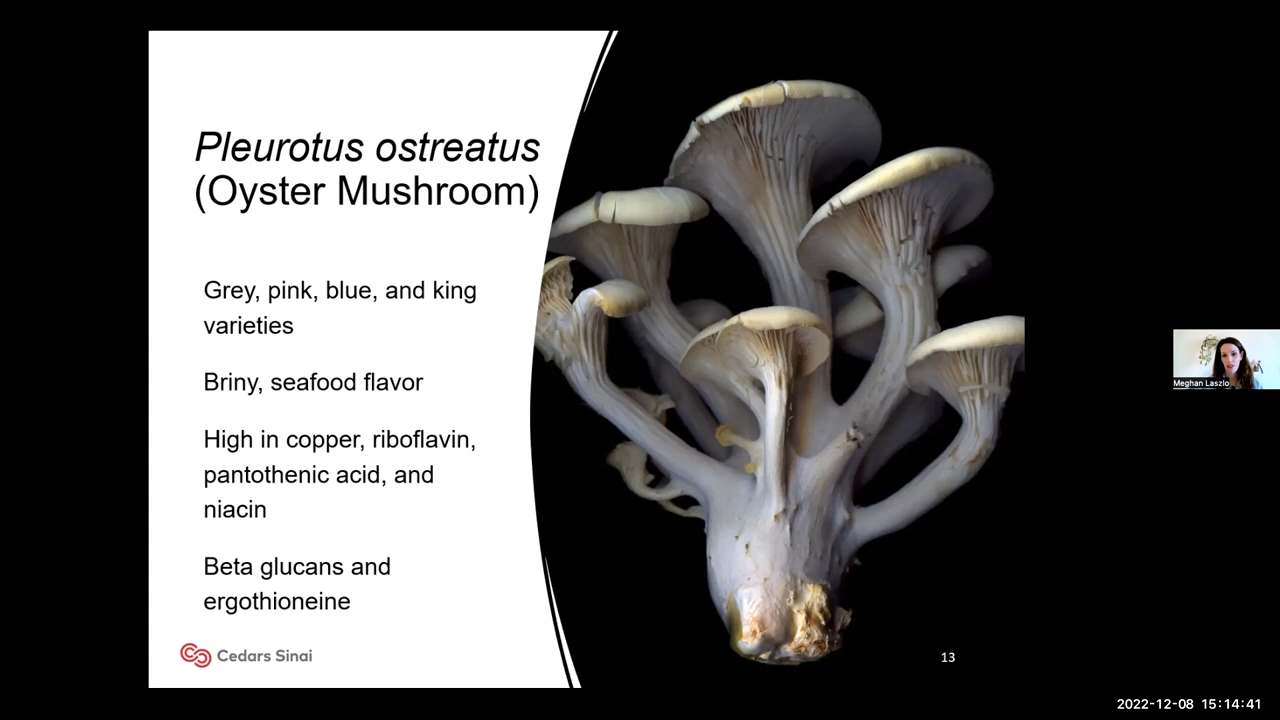 Pleurotus ostreatus
(Oyster Mushroom)
Grey, pink, blue, and king
varieties
Briny, seafood flavor
High in copper, riboflavin,
pantothenic acid, and
niacin
Beta glucans and
ergothioneine
Cedars Sinai
13
Meghan Laszlo
2022-12-08 15:14:41